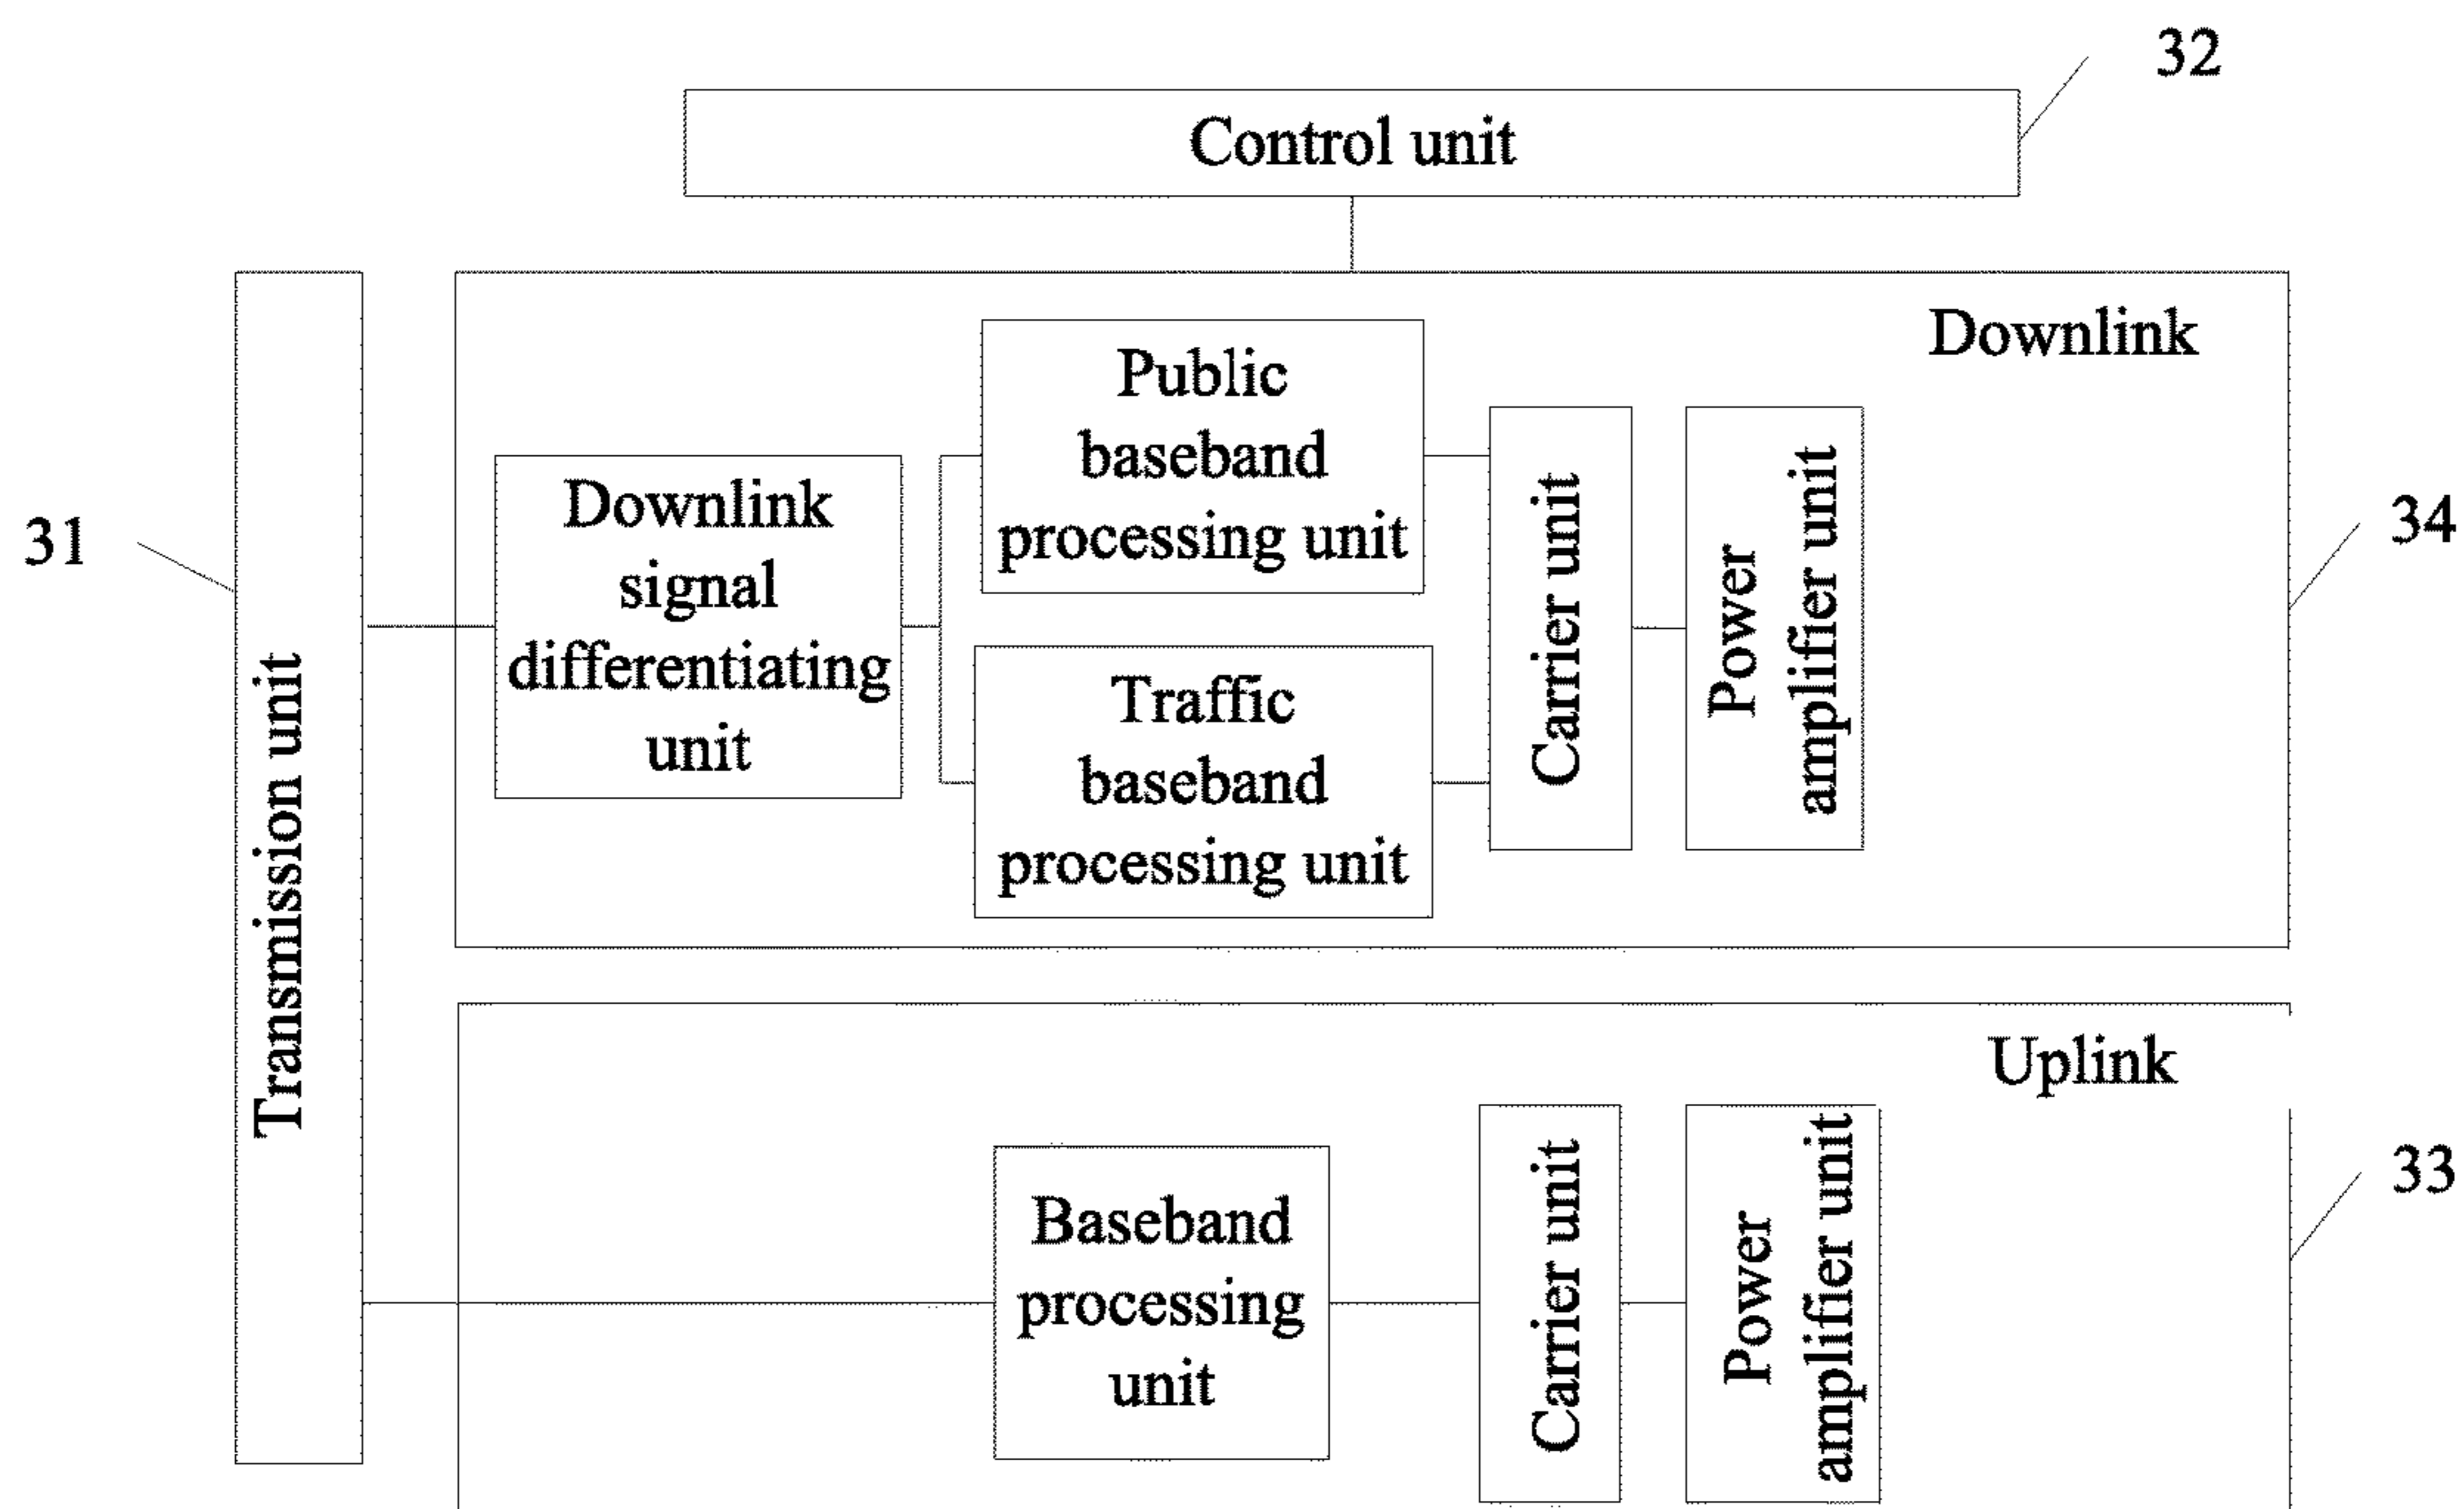 32
Control unit
Downlink
Public
baseband
processing unit
Downlink
signal
differentiating
unit
Traffic
baseband
processing unit
Carrier unit
Power
amplifier unit
31
34
Transmission unit
Uplink
Baseband
processing
unit
Carrier unit
Power
amplifier unit
33